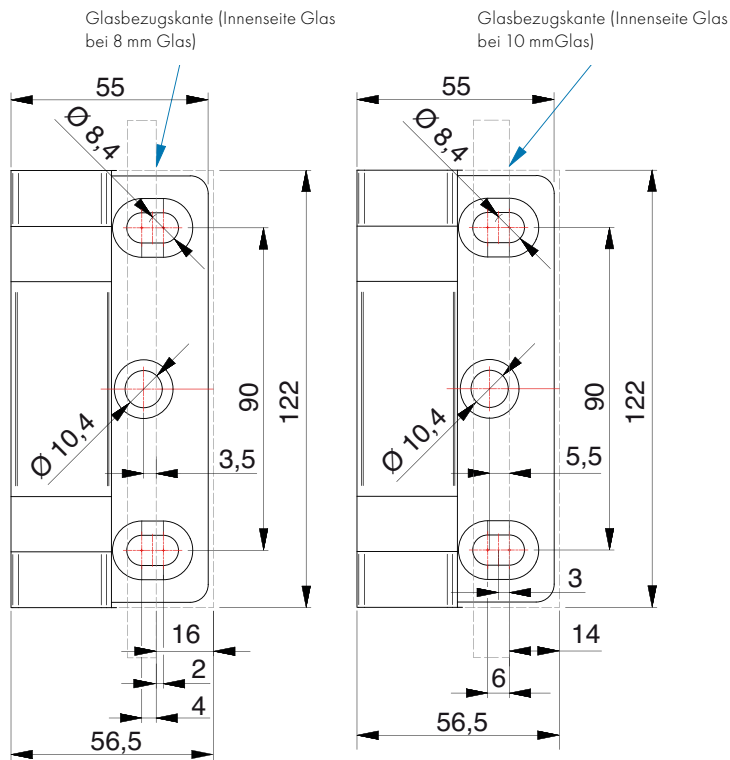 Glasbezugskante (Innenseite Glas
bei 8 mm Glas)
55
Ø 8,4
Ø 10,4
3,5
90
122
16
2
4
56,5
Glasbezugskante (Innenseite Glas
bei 10 mmGlas)
55
Ø 8,4
Ø 10,4
5,5
90
122
3
14
6
56,5